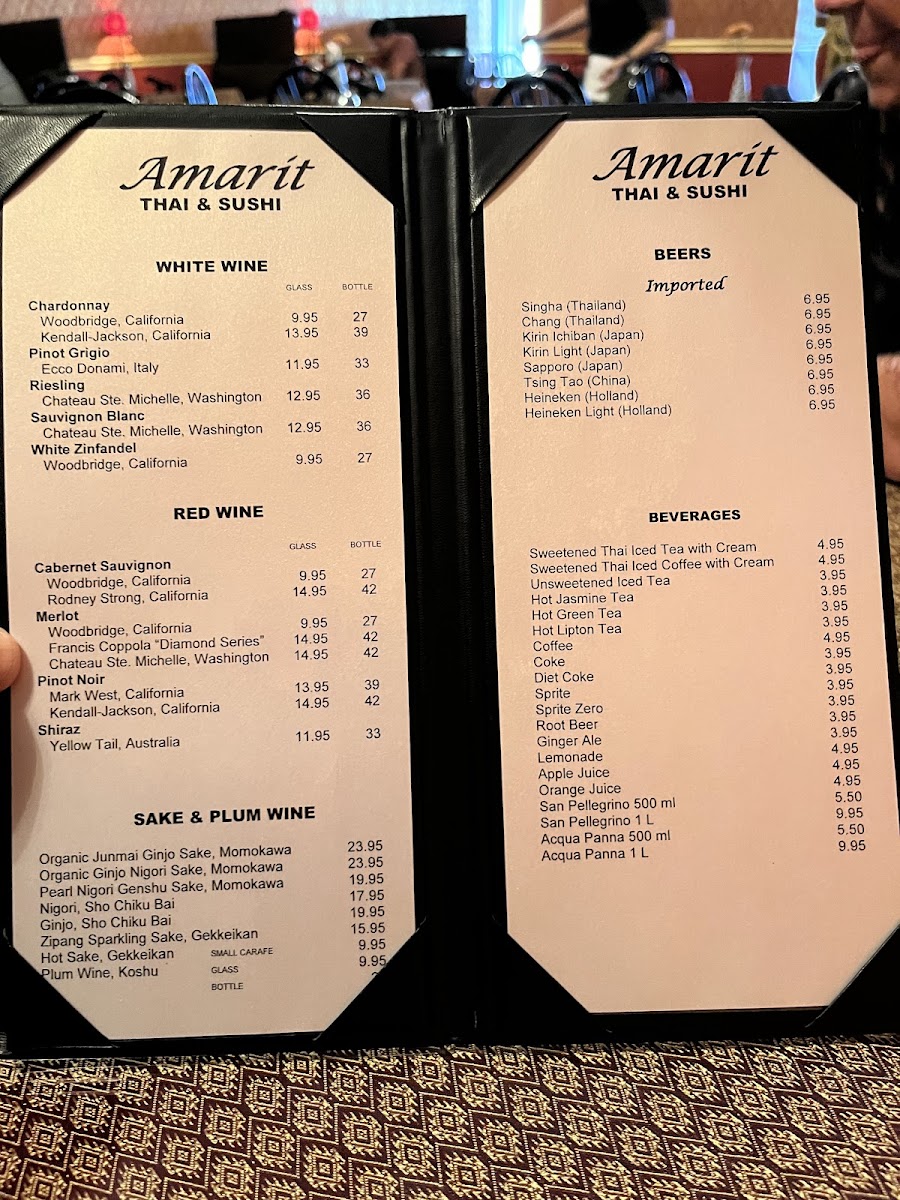 Amarit
THAI & SUSHI
WHITE WINE
GLASS BOTTLE
Chardonnay
Woodbridge, California 9.95 27
Kendall-Jackson, California 13.95 39
Pinot Grigio
Ecco Donami, Italy 11.95 33
Riesling
Chateau Ste. Michelle, Washington 12.95 36
Sauvignon Blanc
Chateau Ste. Michelle, Washington 12.95 36
White Zinfandel
Woodbridge, California 9.95 27
RED WINE
GLASS BOTTLE
Cabernet Sauvignon
Woodbridge, California 9.95 27
Rodney Strong, California 14.95 42
Merlot
Woodbridge, California 9.95 27
Francis Coppola “Diamond Series” 14.95 42
Chateau Ste. Michelle, Washington 14.95 42
Pinot Noir
Mark West, California 13.95 39
Kendall-Jackson, California 14.95 42
Shiraz
Yellow Tail, Australia 11.95 33
SAKE & PLUM WINE
Organic Junmai Ginjo Sake, Momokawa 23.95
Organic Ginjo Nigori Sake, Momokawa 23.95
Pearl Nigori Genshu Sake, Momokawa 19.95
Nigori, Sho Chiku Bai 17.95
Ginjo, Sho Chiku Bai 19.95
Zipang Sparkling Sake, Gekkeikan 15.95
Hot Sake, Gekkeikan SMALL CARAFE 9.95
Plum Wine, Koshu GLASS 9.95
BOTTLE
Amarit
THAI & SUSHI
BEERS
Imported
Singha (Thailand) 6.95
Chang (Thailand) 6.95
Kirin Ichiban (Japan) 6.95
Kirin Light (Japan) 6.95
Sapporo (Japan) 6.95
Tsing Tao (China) 6.95
Heineken (Holland) 6.95
Heineken Light (Holland) 6.95
BEVERAGES
Sweetened Thai Iced Tea with Cream 4.95
Sweetened Thai Iced Coffee with Cream 4.95
Unsweetened Iced Tea 3.95
Hot Jasmine Tea 3.95
Hot Green Tea 3.95
Hot Lipton Tea 3.95
Coffee 4.95
Coke 3.95
Diet Coke 3.95
Sprite 3.95
Sprite Zero 3.95
Root Beer 3.95
Ginger Ale 3.95
Lemonade 4.95
Apple Juice 4.95
Orange Juice 4.95
San Pellegrino 500 ml 5.50
San Pellegrino 1 L 9.95
Acqua Panna 500 ml 5.50
Acqua Panna 1 L 9.95